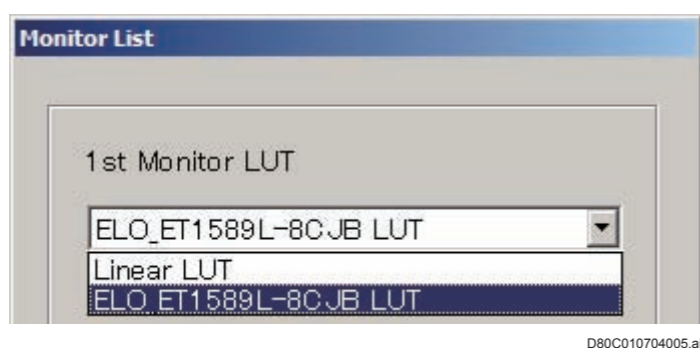 Monitor List
1st Monitor LUT
ELO_ET1589L-8CJB LUT
Linear LUT
ELO_ET1589L-8CJB LUT
D80C010704005.a